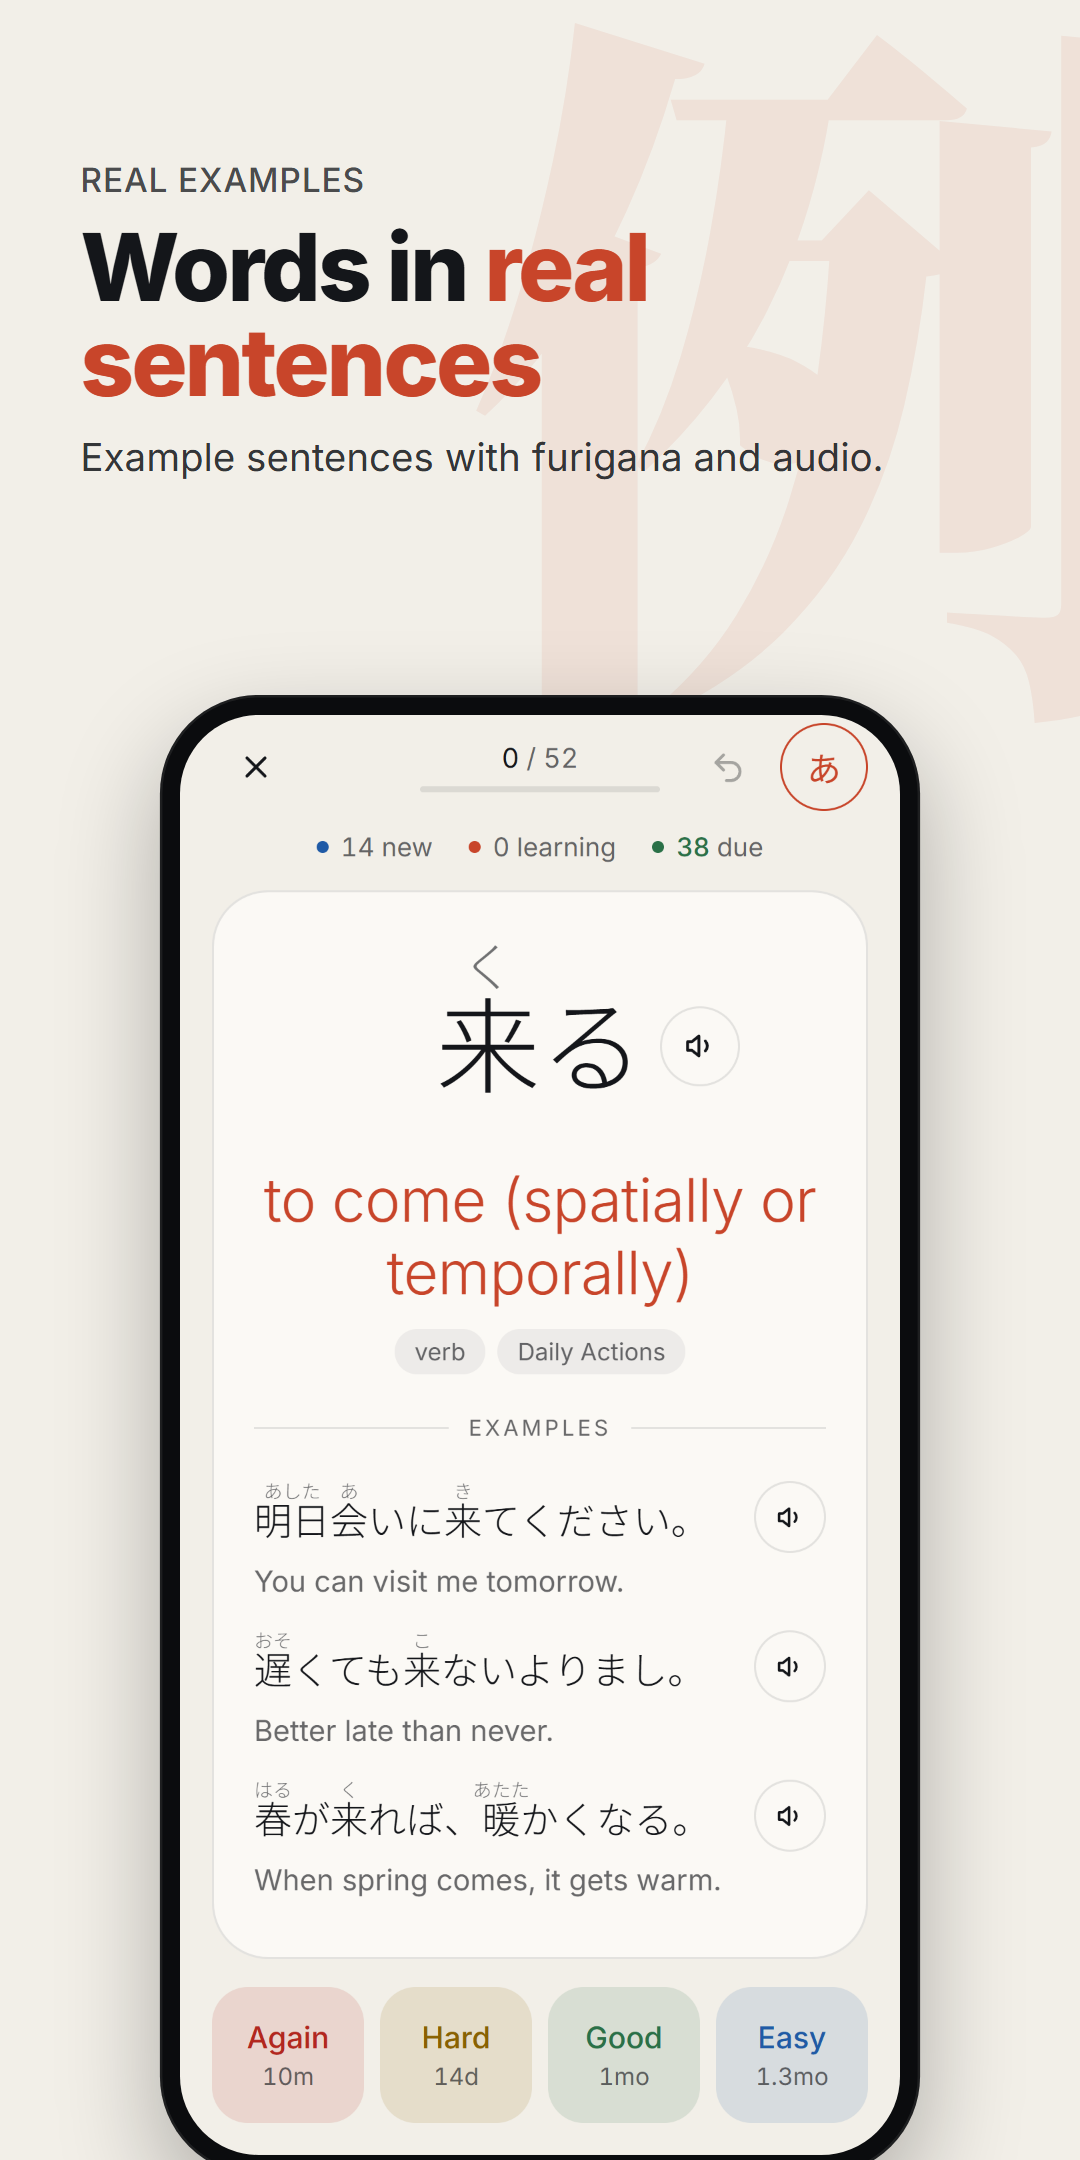 例
REAL EXAMPLES
Words in real
sentences
Example sentences with furigana and audio.
0 / 52
あ
14 new 0 learning 38 due
く
来る
to come (spatially or
temporally)
verb Daily Actions
EXAMPLES
あした あ き
明日会いに来てください。
You can visit me tomorrow.
おそ こ
遅くても来ないよりまし。
Better late than never.
はる く あたた
春が来れば、暖かくなる。
When spring comes, it gets warm.
Again Hard Good Easy
10m 14d 1mo 1.3mo